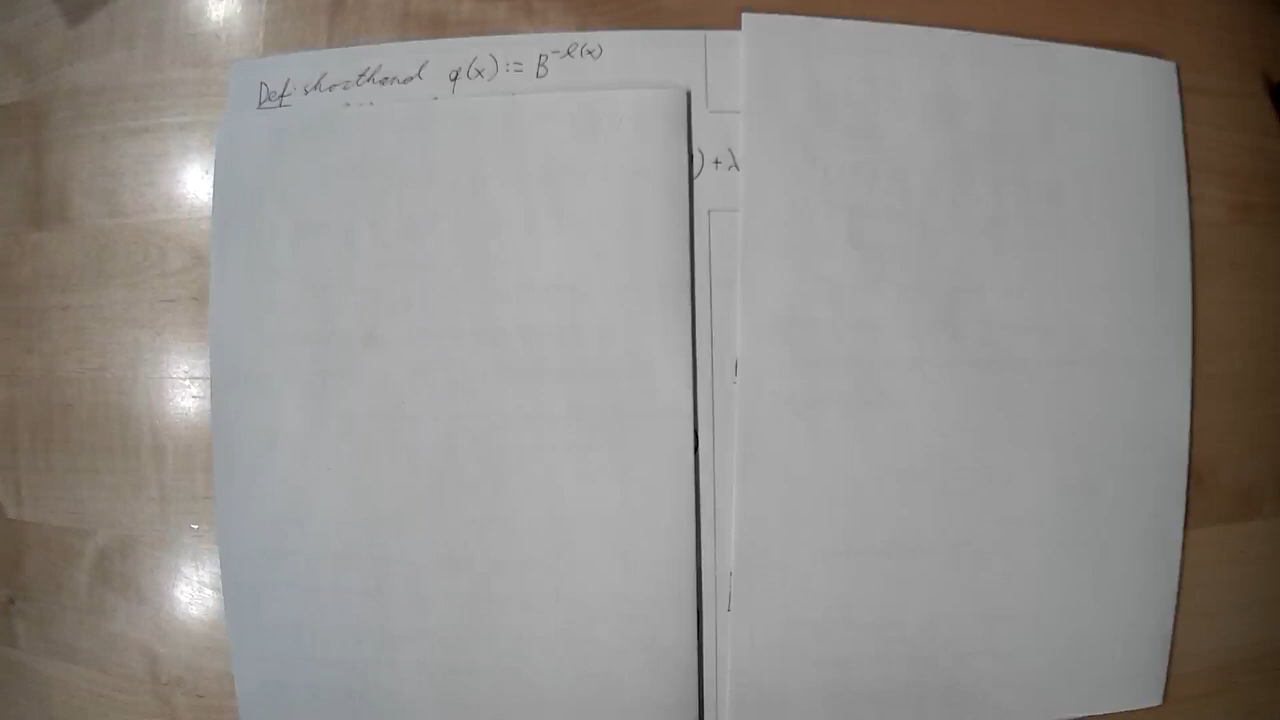 Def: shorthand q(x) := B^{-l(x)}
) + λ